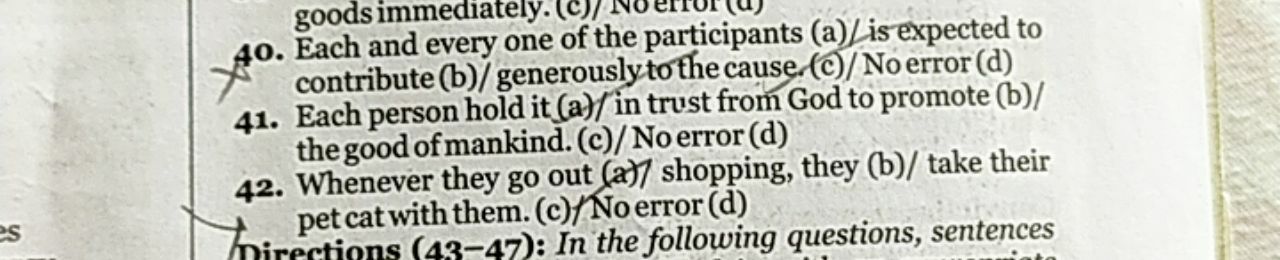 goods immediately. (c)/ No error (d)
40. Each and every one of the participants (a)/ is expected to
contribute (b)/ generously to the cause. (c)/ No error (d)
41. Each person hold it (a)/ in trust from God to promote (b)/
the good of mankind. (c)/ No error (d)
42. Whenever they go out (a)/ shopping, they (b)/ take their
pet cat with them. (c)/ No error (d)
es
Directions (43–47): In the following questions, sentences